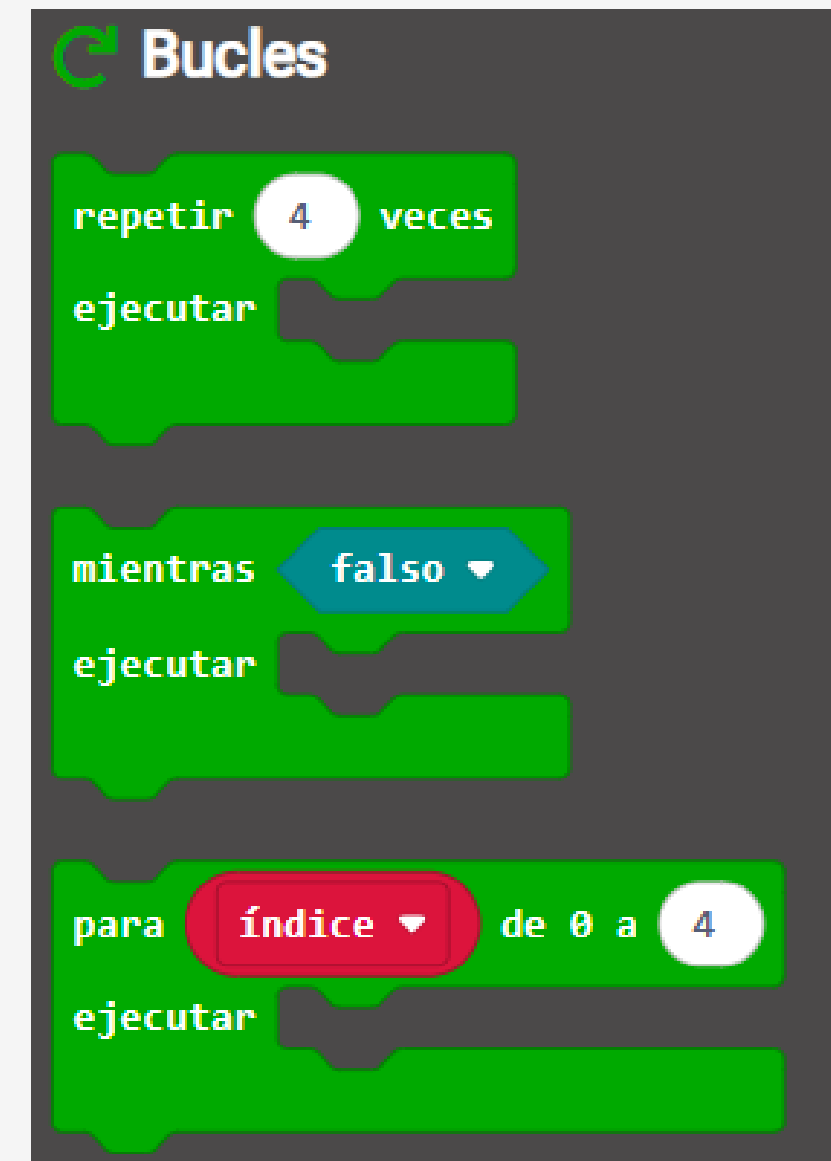 Bucles
repetir 4 veces
ejecutar
mientras falso
ejecutar
para índice de 0 a 4
ejecutar